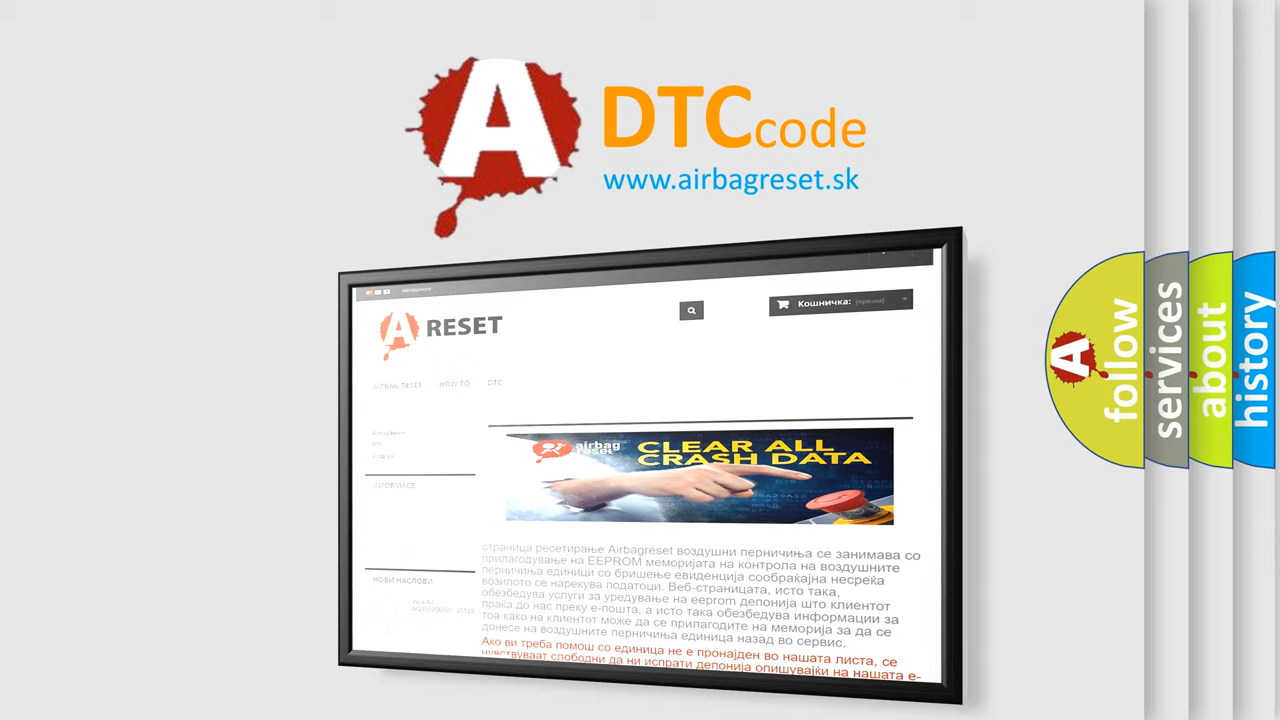 A
DTC code
www.airbagreset.sk
A RESET
Кошничка: (празни)
AIRBAG RESET HOW TO DTC
INFORMACE
НОВИ НАСЛОВИ
airbag
reset
CLEAR ALL
CRASH DATA
страница ресетирање Airbagreset воздушни перничиња се занимава со
прилагодување на EEPROM меморијата на контрола на воздушните
перничиња единици со бришење евиденција сообраќајна несреќа
возилото се нарекува податоци. Веб-страницата, исто така,
обезбедува услуги за уредување на eeprom депонија што клиентот
праќа до нас преку е-пошта, а исто така обезбедува информации за
тоа како на клиентот може да се прилагодите на меморија за да се
донесе на воздушните перничиња единица назад во сервис.
Ако ви треба помош со единица не е пронајден во нашата листа, се
чувствуваат слободни да ни испрати депонија опишувајќи на нашата е-
A
follow
services
about
history